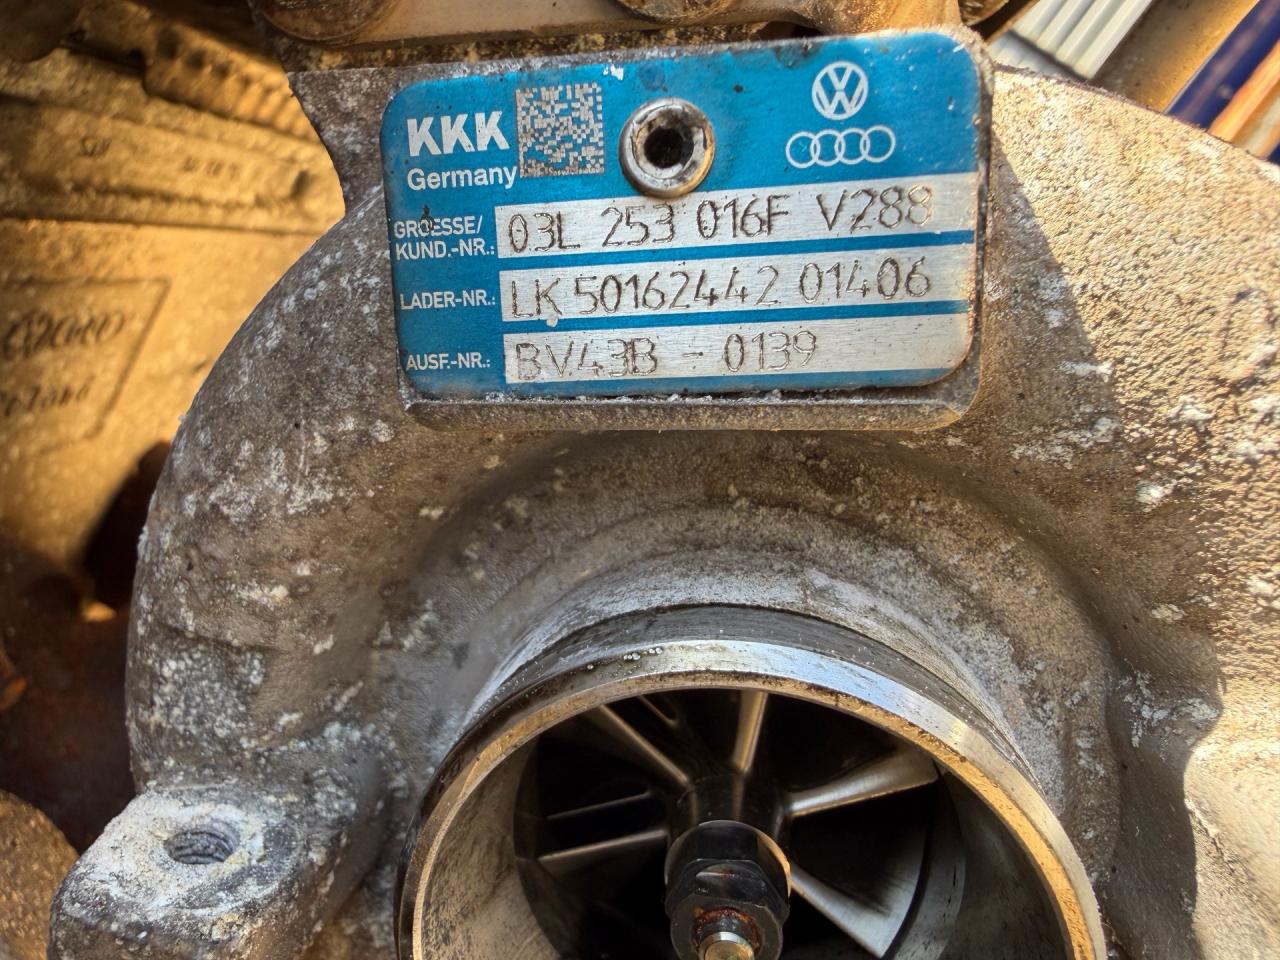 KKK
Germany
GROESSE/
KUND.-NR.: 03L 253 016F V288
LADER-NR.: LK 50162442 01406
AUSF.-NR.: BV43B - 0139